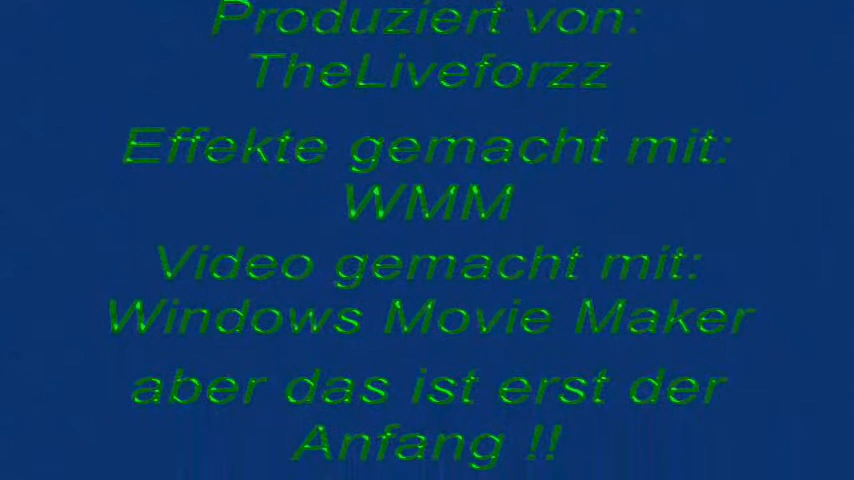 Produziert von:
TheLiveforzz
Effekte gemacht mit:
WMM
Video gemacht mit:
Windows Movie Maker
aber das ist erst der
Anfang !!